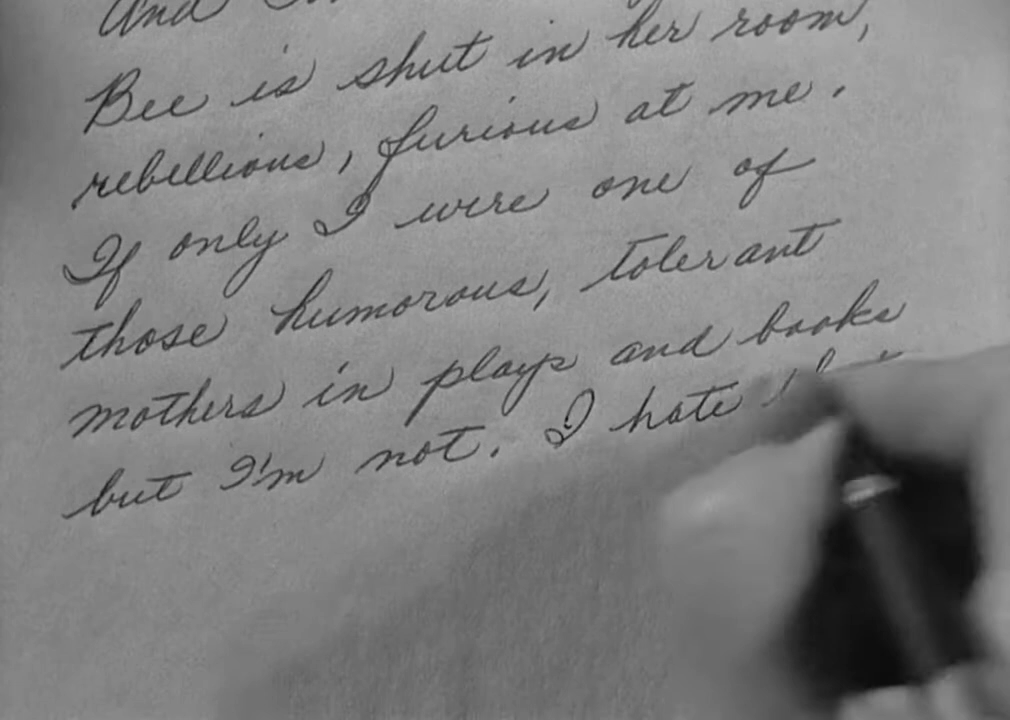 And
Bee is shut in her room,
rebellious, furious at me.
If only I were one of
those humorous, tolerant
mothers in plays and books
but I'm not. I hate